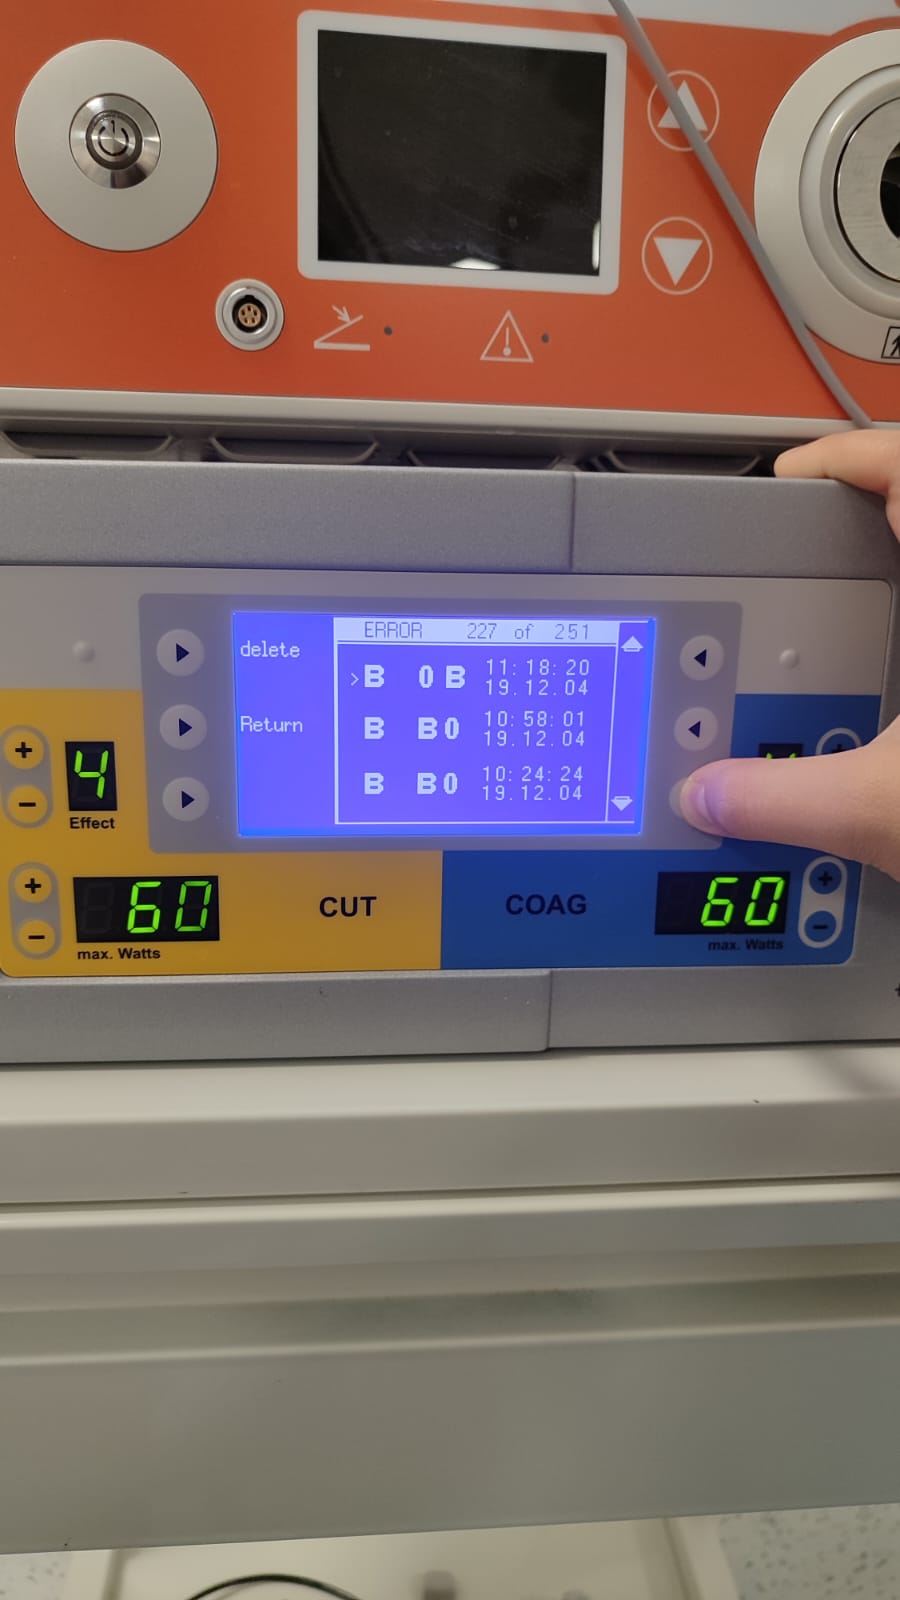 delete
Return
ERROR 227 of 251
>B 0B 11:18:20
19.12.04
B B0 10:58:01
19.12.04
B B0 10:24:24
19.12.04
+
-
4
Effect
+
-
60
max. Watts
CUT
COAG
60
max. Watts
+
-